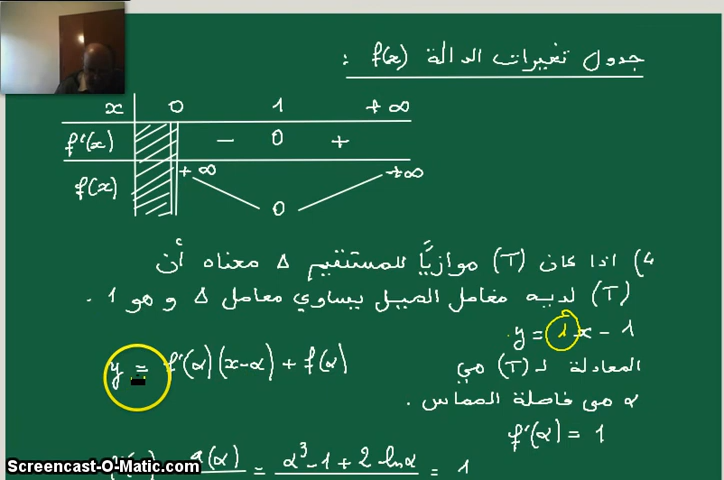 جدول تغيرات الدالة f(x) :
x 0 1 +∞
f'(x) - 0 +
f(x) +∞ 0 +∞
4) اذا كان (T) موازيًا للمستقيم Δ معناه أن
(T) لديه معامل الميل يساوي معامل Δ و هو 1 .
y = 1x - 1
المعادلة لـ (T) هي
y = f'(α)(x-α) + f(α)
α هي فاصلة المماس .
f'(α) = 1
= α³-1+2 lnα = 1
Screencast-O-Matic.com